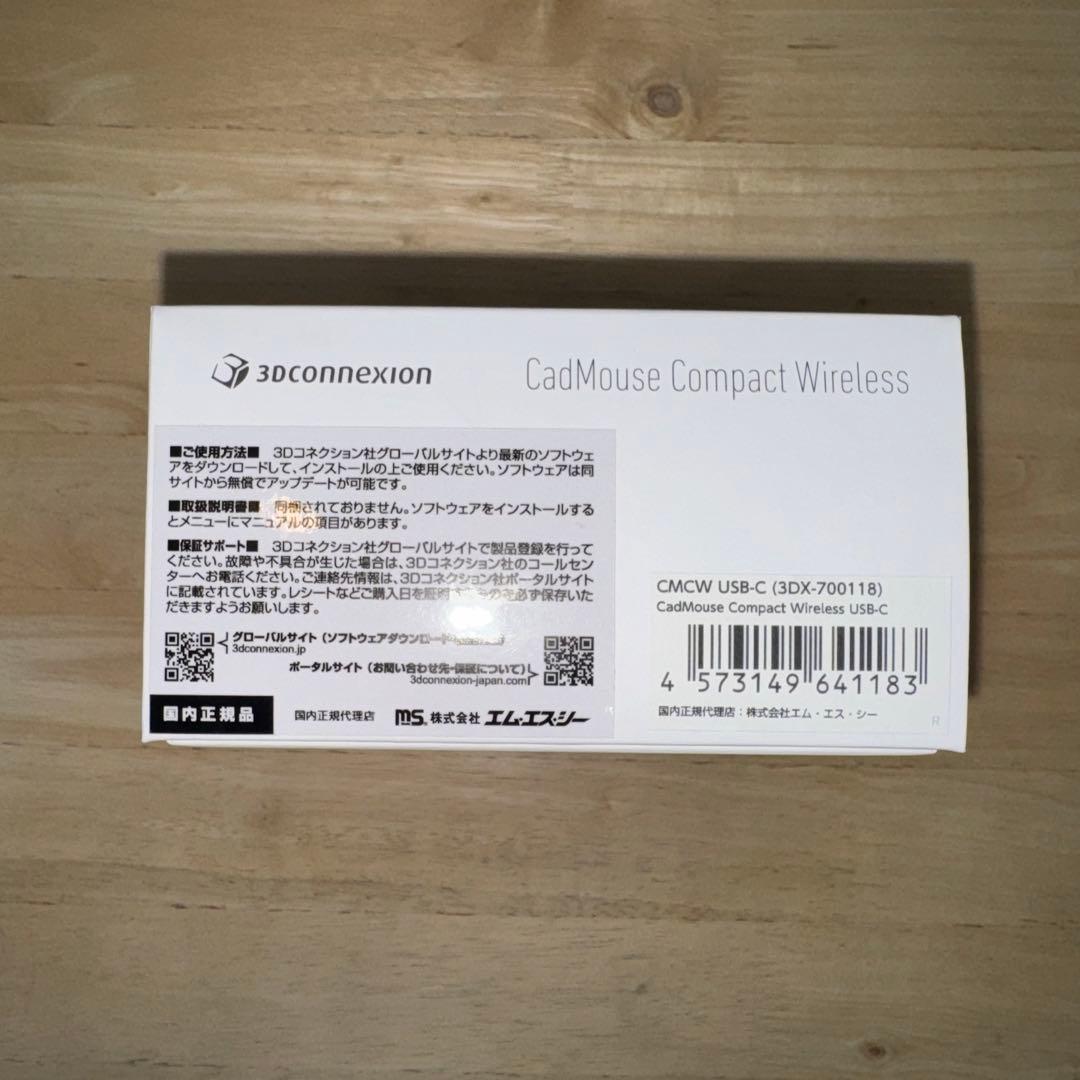 3Dconnexion
CadMouse Compact Wireless
■ご使用方法■ 3Dコネクション社グローバルサイトより最新のソフトウェ
アをダウンロードして、インストールの上ご使用ください。ソフトウェアは同
サイトから無償でアップデートが可能です。
■取扱説明書■ 同梱されておりません。ソフトウェアをインストールする
とメニューにマニュアルの項目があります。
■保証サポート■ 3Dコネクション社グローバルサイトで製品登録を行って
ください。故障や不具合が生じた場合は、3Dコネクション社のコールセン
ターへお電話ください。ご連絡先情報は、3Dコネクション社ポータルサイト
に記載されています。レシートなどご購入日を証明するものを必ず保存いた
だきますようお願いします。
グローバルサイト(ソフトウェアダウンロード
3dconnexion.jp
ポータルサイト(お問い合わせ先・保証について)
3dconnexion-japan.com
国内正規品
国内正規代理店
ms. 株式会社 エム・エス・シー
CMCW USB-C (3DX-700118)
CadMouse Compact Wireless USB-C
4 573149 641183
国内正規代理店:株式会社エム・エス・シー
R